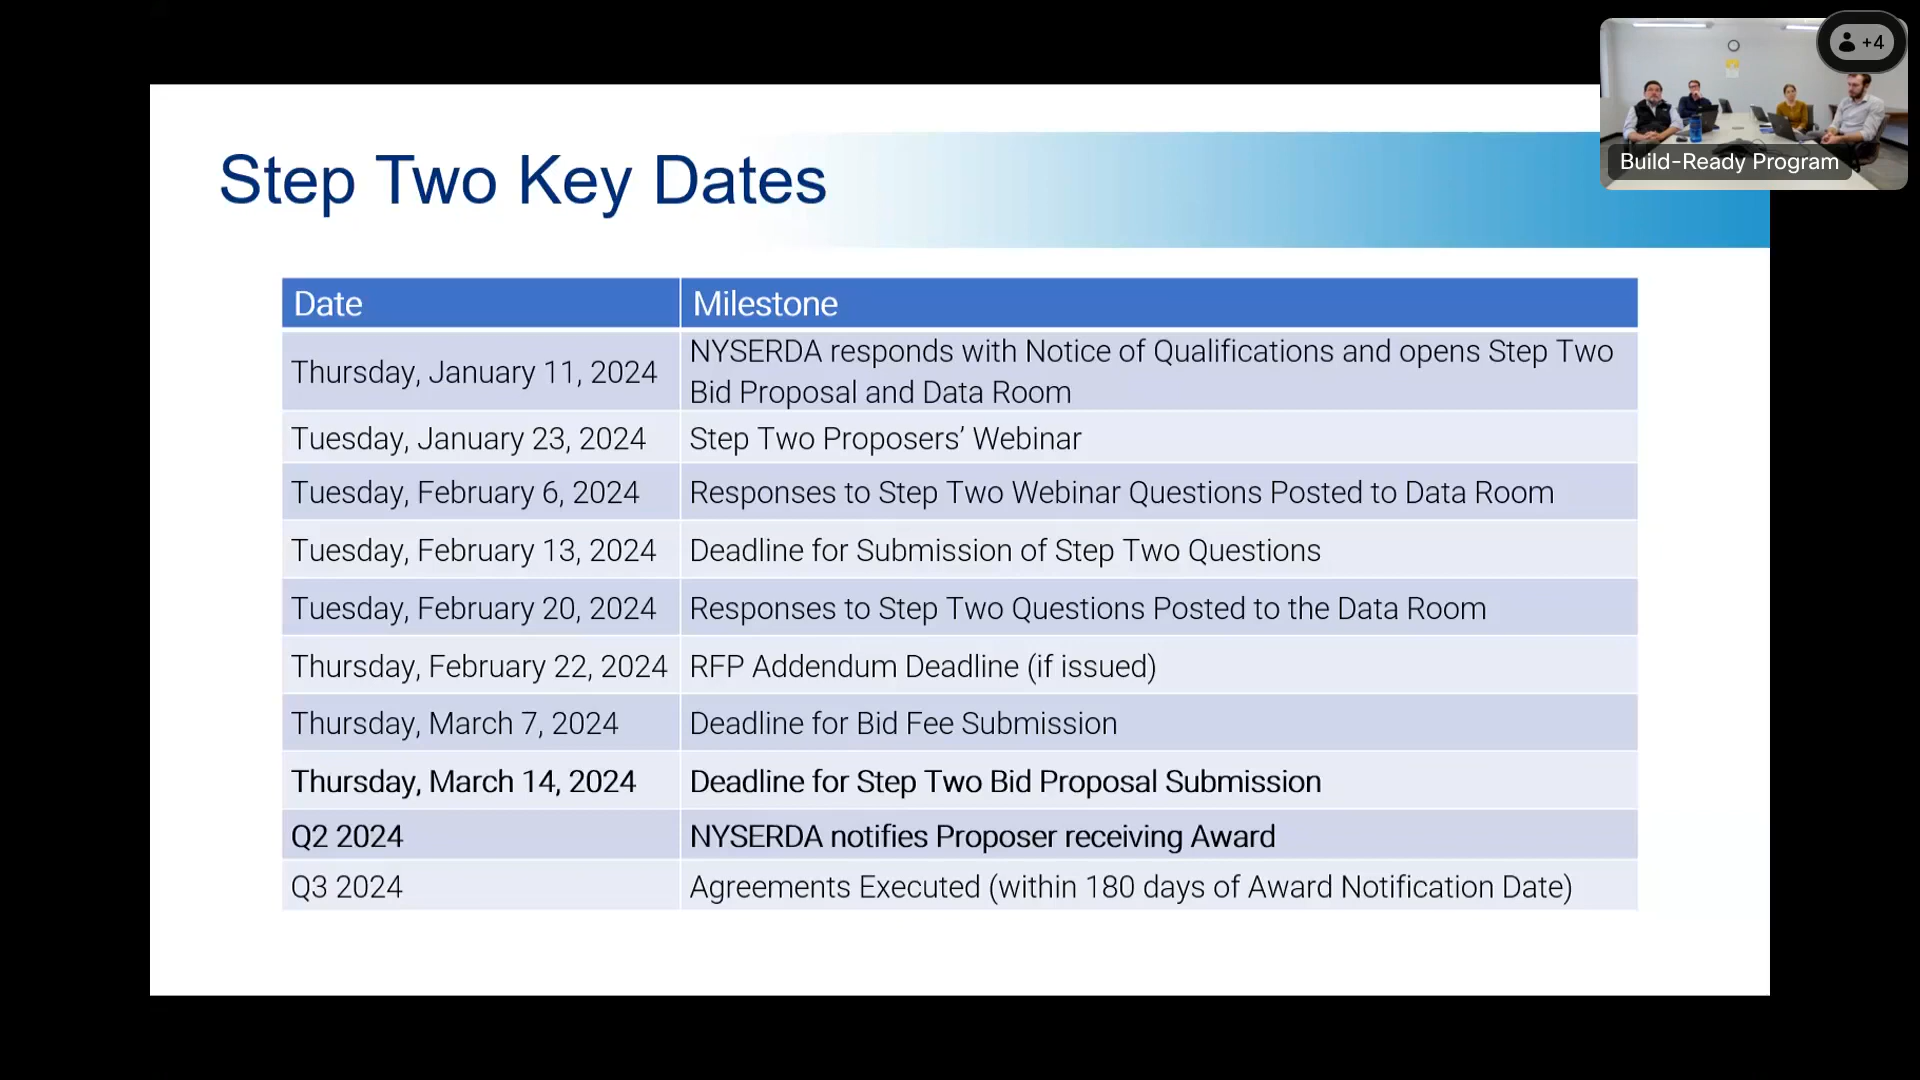 +4
Build-Ready Program
Step Two Key Dates
Date Milestone
Thursday, January 11, 2024 NYSERDA responds with Notice of Qualifications and opens Step Two
Bid Proposal and Data Room
Tuesday, January 23, 2024 Step Two Proposers’ Webinar
Tuesday, February 6, 2024 Responses to Step Two Webinar Questions Posted to Data Room
Tuesday, February 13, 2024 Deadline for Submission of Step Two Questions
Tuesday, February 20, 2024 Responses to Step Two Questions Posted to the Data Room
Thursday, February 22, 2024 RFP Addendum Deadline (if issued)
Thursday, March 7, 2024 Deadline for Bid Fee Submission
Thursday, March 14, 2024 Deadline for Step Two Bid Proposal Submission
Q2 2024 NYSERDA notifies Proposer receiving Award
Q3 2024 Agreements Executed (within 180 days of Award Notification Date)